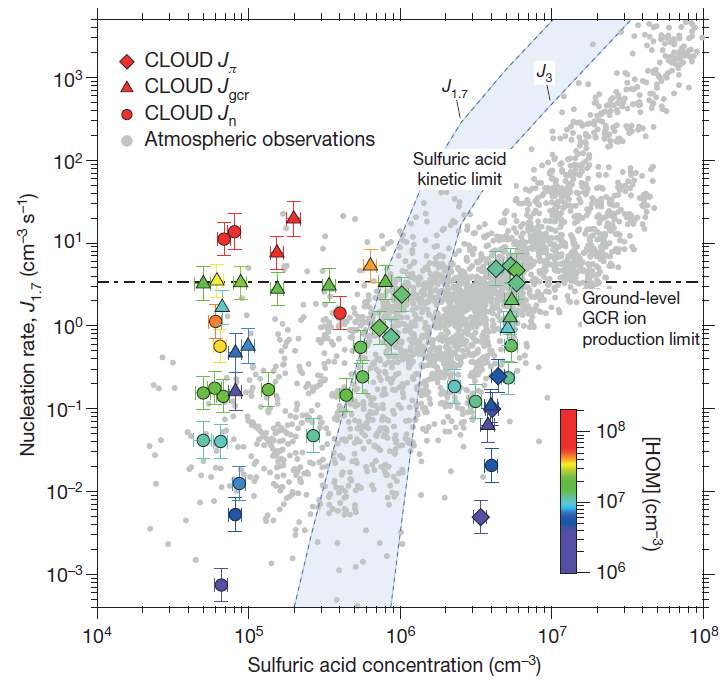 CLOUD Jπ
CLOUD Jgcr
CLOUD Jn
Atmospheric observations
J1.7
J3
Sulfuric acid
kinetic limit
Ground-level
GCR ion
production limit
Nucleation rate, J1.7 (cm⁻³ s⁻¹)
10³
10²
10¹
10⁰
10⁻¹
10⁻²
10⁻³
10⁸
10⁷
10⁶
[HOM] (cm⁻³)
10⁴ 10⁵ 10⁶ 10⁷ 10⁸
Sulfuric acid concentration (cm⁻³)